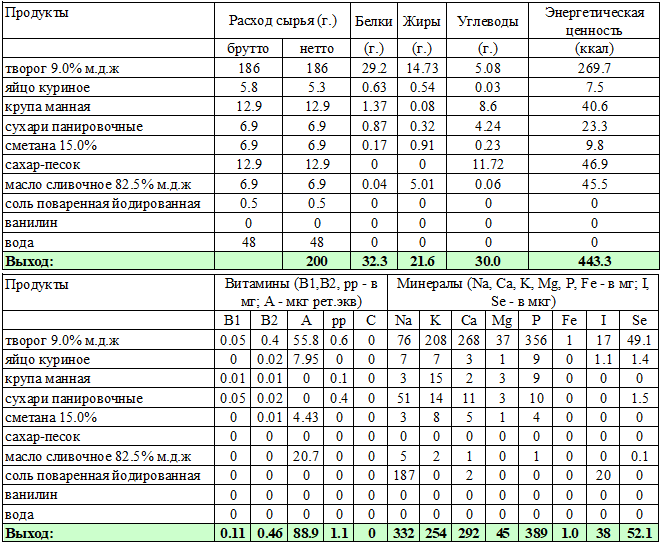 Продукты Расход сырья (г.) Белки Жиры Углеводы Энергетическая ценность
брутто нетто (г.) (г.) (г.) (ккал)
творог 9.0% м.д.ж 186 186 29.2 14.73 5.08 269.7
яйцо куриное 5.8 5.3 0.63 0.54 0.03 7.5
крупа манная 12.9 12.9 1.37 0.08 8.6 40.6
сухари панировочные 6.9 6.9 0.87 0.32 4.24 23.3
сметана 15.0% 6.9 6.9 0.17 0.91 0.23 9.8
сахар-песок 12.9 12.9 0 0 11.72 46.9
масло сливочное 82.5% м.д.ж 6.9 6.9 0.04 5.01 0.06 45.5
соль поваренная йодированная 0.5 0.5 0 0 0 0
ванилин 0 0 0 0 0 0
вода 48 48 0 0 0 0
Выход: 200 32.3 21.6 30.0 443.3
Продукты Витамины (B1,B2, pp - в Минералы (Na, Ca, K, Mg, P, Fe - в мг; I,
мг; A - мкг рет.экв) Se - в мкг)
B1 B2 A pp C Na K Ca Mg P Fe I Se
творог 9.0% м.д.ж 0.05 0.4 55.8 0.6 0 76 208 268 37 356 1 17 49.1
яйцо куриное 0 0.02 7.95 0 0 7 7 3 1 9 0 1.1 1.4
крупа манная 0.01 0.01 0 0.1 0 3 15 2 3 9 0 0 0
сухари панировочные 0.05 0.02 0 0.4 0 51 14 11 3 10 0 0 1.5
сметана 15.0% 0 0.01 4.43 0 0 3 8 5 1 4 0 0 0
сахар-песок 0 0 0 0 0 0 0 0 0 0 0 0 0
масло сливочное 82.5% м.д.ж 0 0 20.7 0 0 5 2 1 0 1 0 0 0.1
соль поваренная йодированная 0 0 0 0 0 187 0 2 0 0 0 20 0
ванилин 0 0 0 0 0 0 0 0 0 0 0 0 0
вода 0 0 0 0 0 0 0 0 0 0 0 0 0
Выход: 0.11 0.46 88.9 1.1 0 332 254 292 45 389 1.0 38 52.1